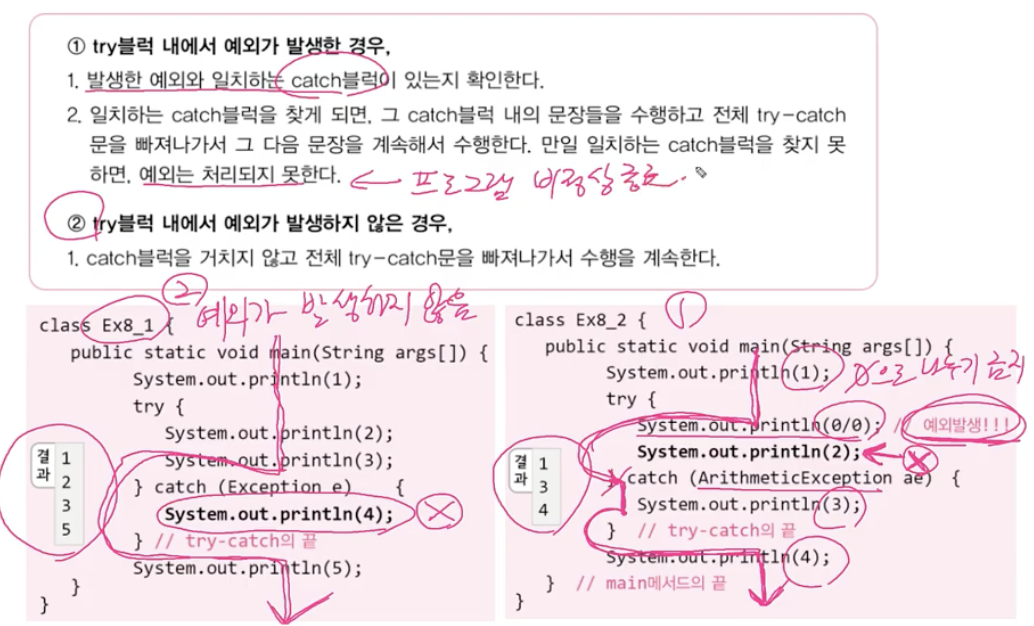 ① try블럭 내에서 예외가 발생한 경우,
1. 발생한 예외와 일치하는 catch블럭이 있는지 확인한다.
2. 일치하는 catch블럭을 찾게 되면, 그 catch블럭 내의 문장들을 수행하고 전체 try-catch
문을 빠져나가서 그 다음 문장을 계속해서 수행한다. 만일 일치하는 catch블럭을 찾지 못
하면, 예외는 처리되지 못한다. ← 프로그램 비정상 종료.
② try블럭 내에서 예외가 발생하지 않은 경우,
1. catch블럭을 거치지 않고 전체 try-catch문을 빠져나가서 수행을 계속한다.
② 예외가 발생하지 않음
class Ex8_1 {
public static void main(String args[]) {
System.out.println(1);
try {
System.out.println(2);
System.out.println(3);
} catch (Exception e) {
System.out.println(4);
} // try-catch의 끝
System.out.println(5);
}
}
결과
1
2
3
5
①
class Ex8_2 {
public static void main(String args[]) {
System.out.println(1);
0으로 나누기 금지
try {
System.out.println(0/0); // 예외발생!!!
System.out.println(2);
} catch (ArithmeticException ae) {
System.out.println(3);
} // try-catch의 끝
System.out.println(4);
} // main메서드의 끝
}
결과
1
3
4